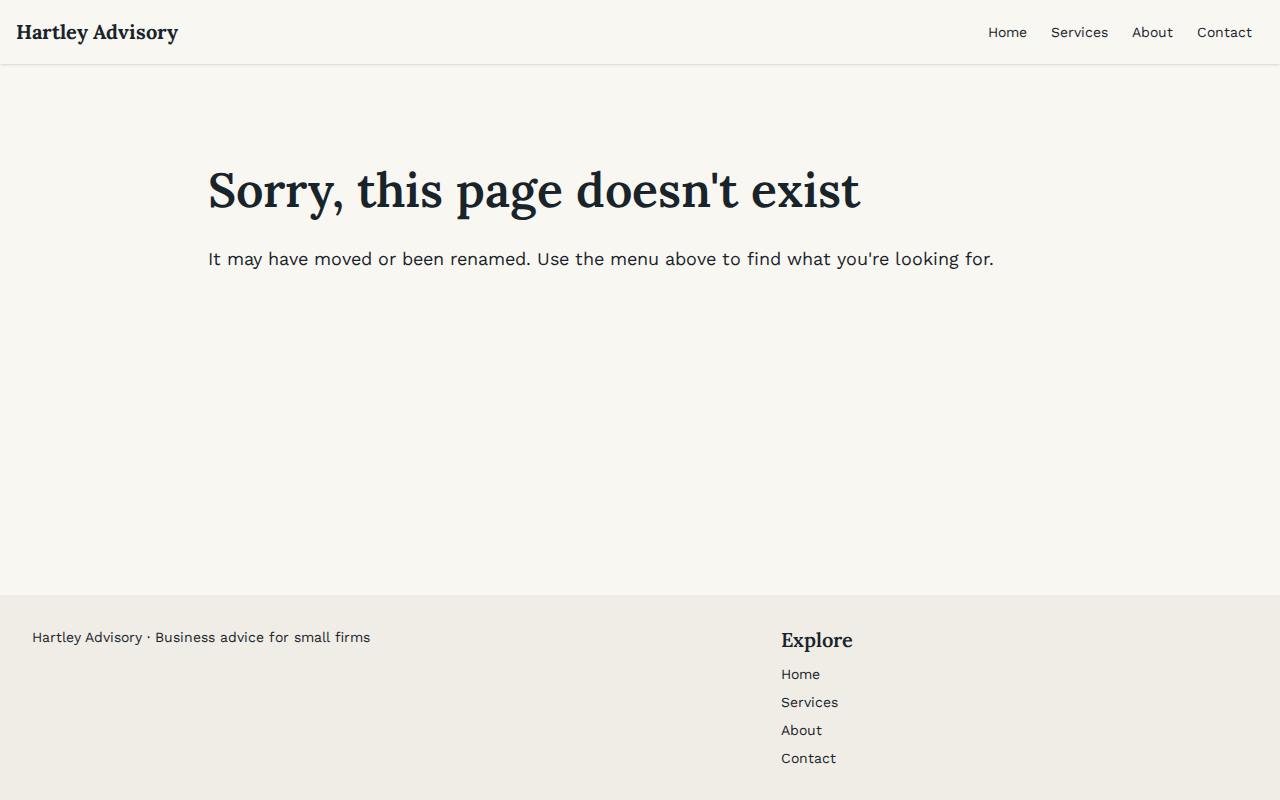 Hartley Advisory
Home Services About Contact
Sorry, this page doesn't exist
It may have moved or been renamed. Use the menu above to find what you're looking for.
Hartley Advisory · Business advice for small firms
Explore
Home
Services
About
Contact